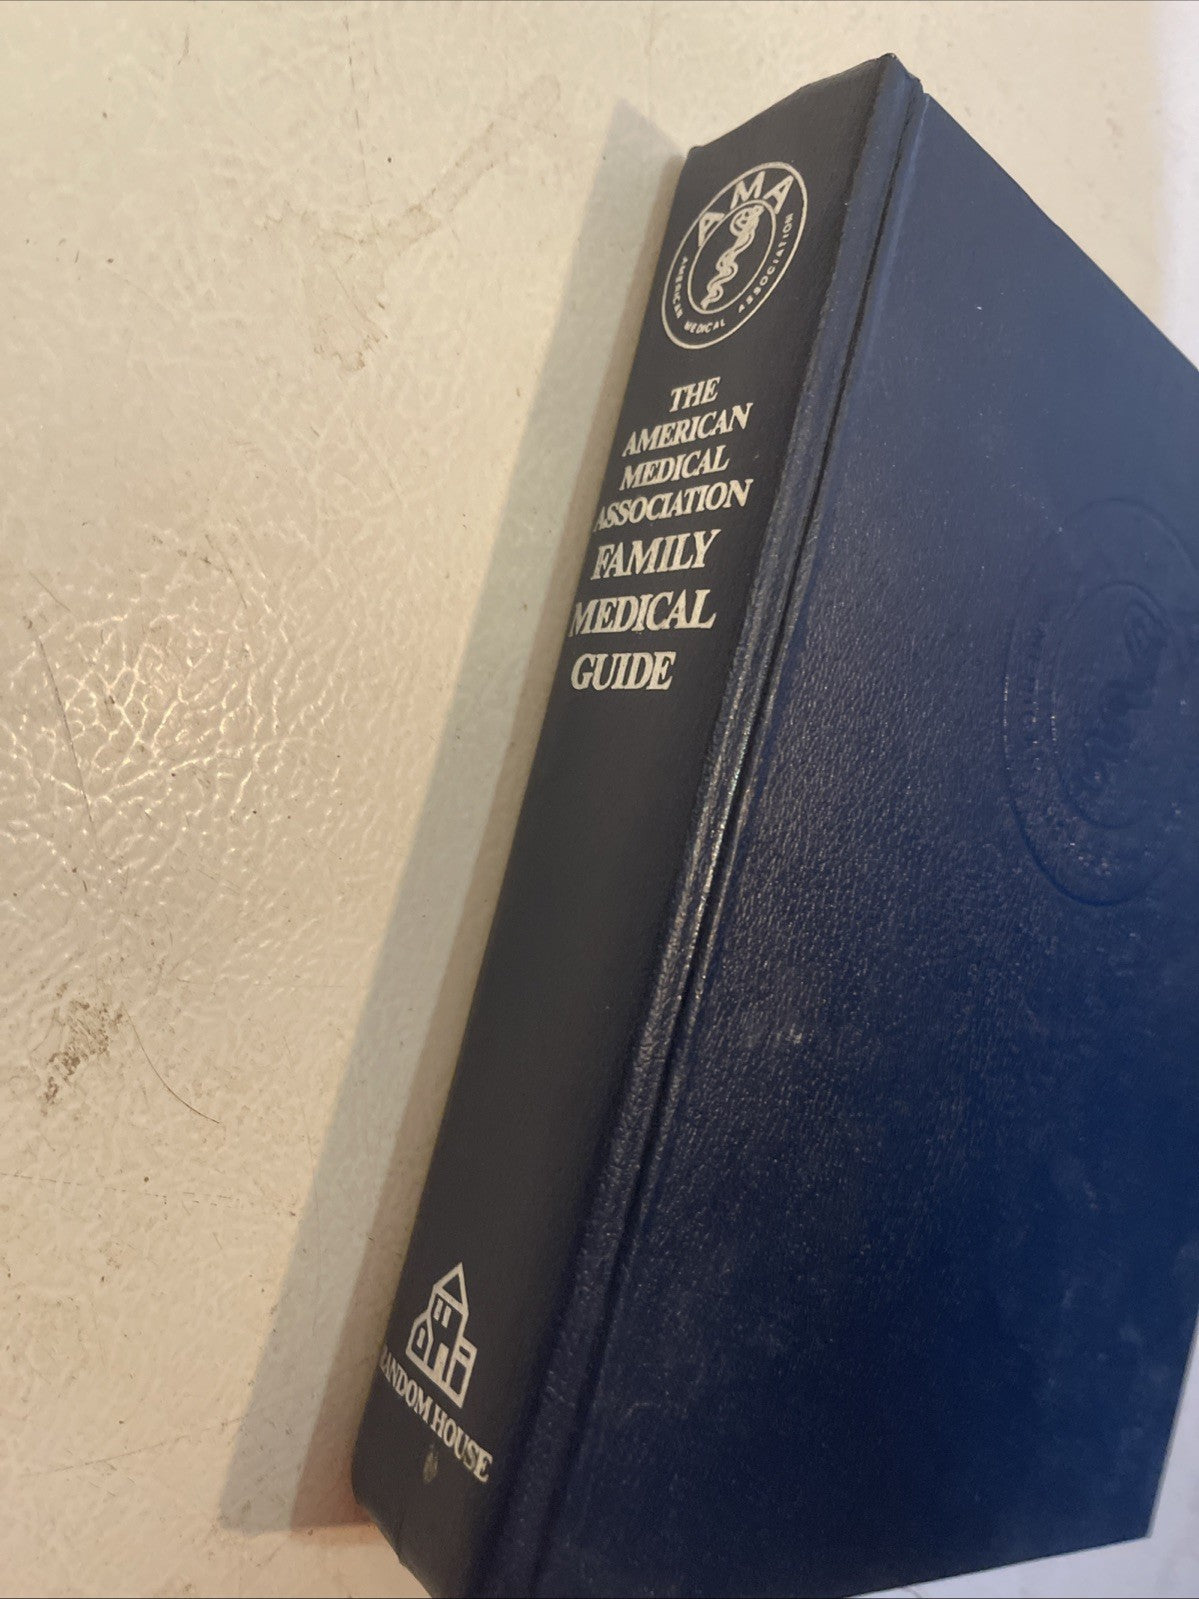 AMA
AMERICAN MEDICAL ASSOCIATION
THE
AMERICAN
MEDICAL
ASSOCIATION
FAMILY
MEDICAL
GUIDE
RANDOM HOUSE